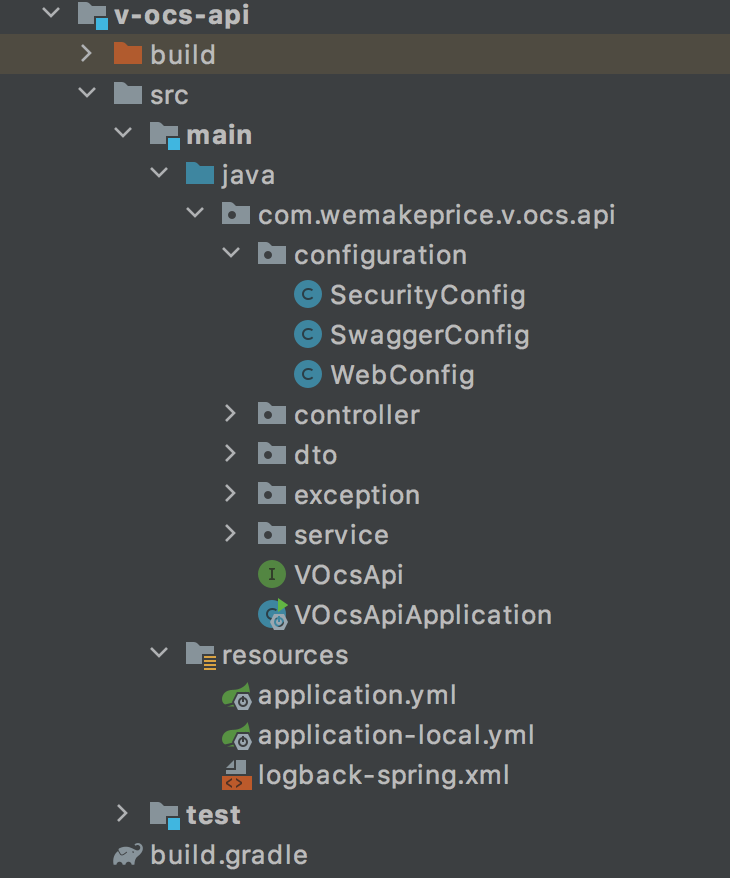 v-ocs-api
build
src
main
java
com.wemakeprice.v.ocs.api
configuration
SecurityConfig
SwaggerConfig
WebConfig
controller
dto
exception
service
VOcsApi
VOcsApiApplication
resources
application.yml
application-local.yml
logback-spring.xml
test
build.gradle